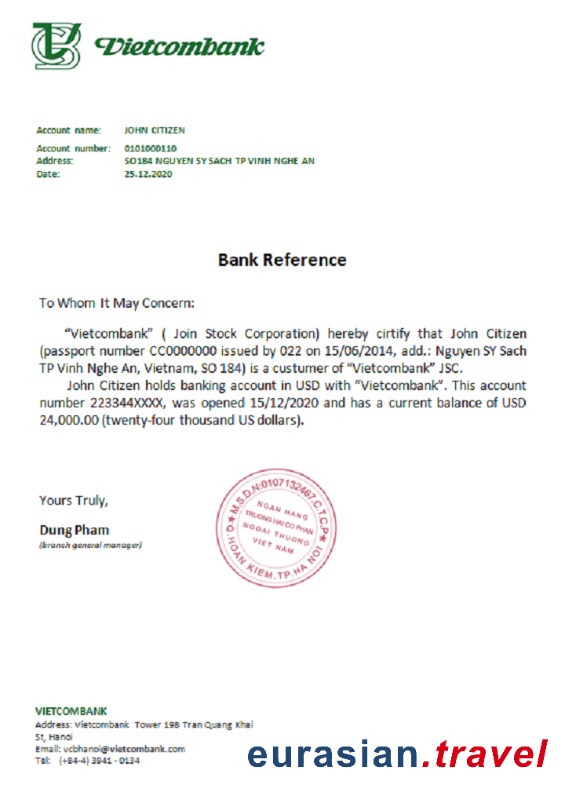 Vietcombank
Account name: JOHN CITIZEN
Account number: 0101000110
Address: SO184 NGUYEN SY SACH TP VINH NGHE AN
Date: 25.12.2020
Bank Reference
To Whom It May Concern:
“Vietcombank” ( Join Stock Corporation) hereby cirtify that John Citizen
(passport number CC0000000 issued by 022 on 15/06/2014, add.: Nguyen SY Sach
TP Vinh Nghe An, Vietnam, SO 184) is a custumer of “Vietcombank” JSC.
John Citizen holds banking account in USD with “Vietcombank”. This account
number 223344XXXX, was opened 15/12/2020 and has a current balance of USD
24,000.00 (twenty-four thousand US dollars).
Yours Truly,
Dung Pham
(branch general manager)
M.S.D.N:0107132467.C.T.C.P
NGAN HANG
TRUONG HAI CO PHAN
NGOAI THUONG
VIET NAM
Q.HOAN KIEM.TP.HA NOI
VIETCOMBANK
Address: Vietcombank Tower 198 Tran Quang Khai
St, Hanoi
Email: vcbhanoi@vietcombank.com
Tel: (+84-4) 3941 - 0134
eurasian.travel